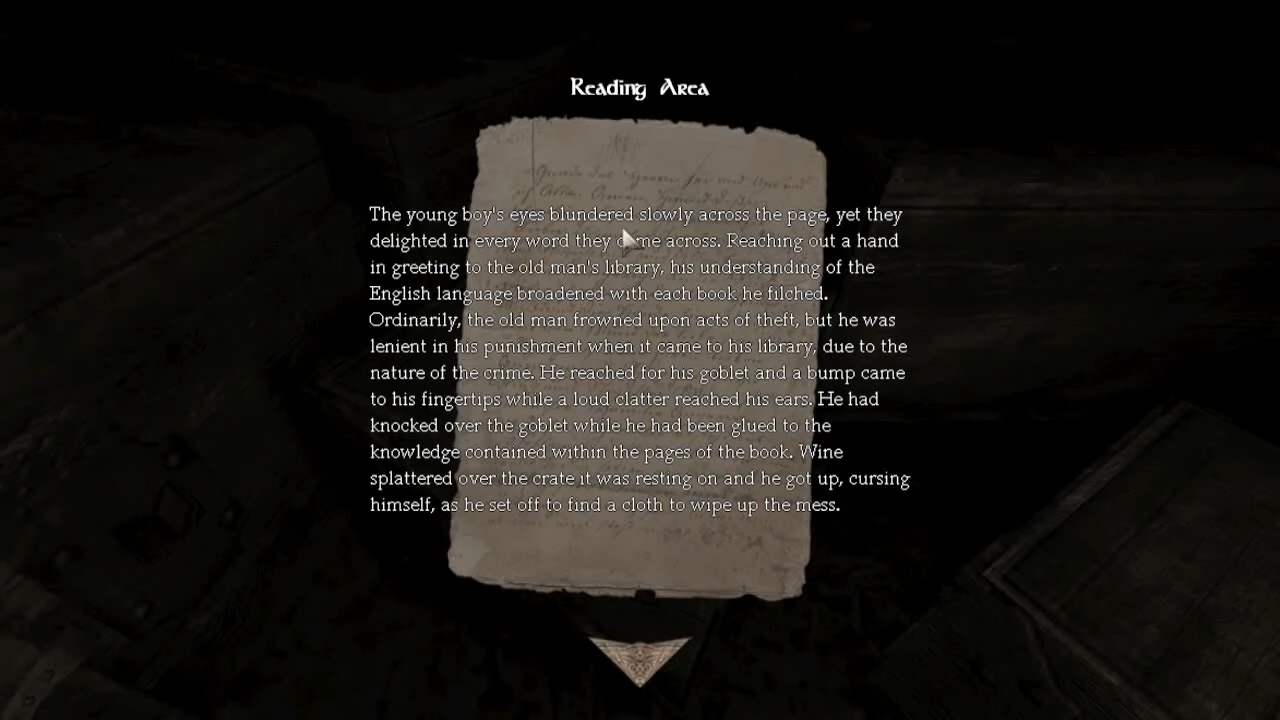 Reading Area
The young boy's eyes blundered slowly across the page, yet they
delighted in every word they came across. Reaching out a hand
in greeting to the old man's library, his understanding of the
English language broadened with each book he filched.
Ordinarily, the old man frowned upon acts of theft, but he was
lenient in his punishment when it came to his library, due to the
nature of the crime. He reached for his goblet and a bump came
to his fingertips while a loud clatter reached his ears. He had
knocked over the goblet while he had been glued to the
knowledge contained within the pages of the book. Wine
splattered over the crate it was resting on and he got up, cursing
himself, as he set off to find a cloth to wipe up the mess.